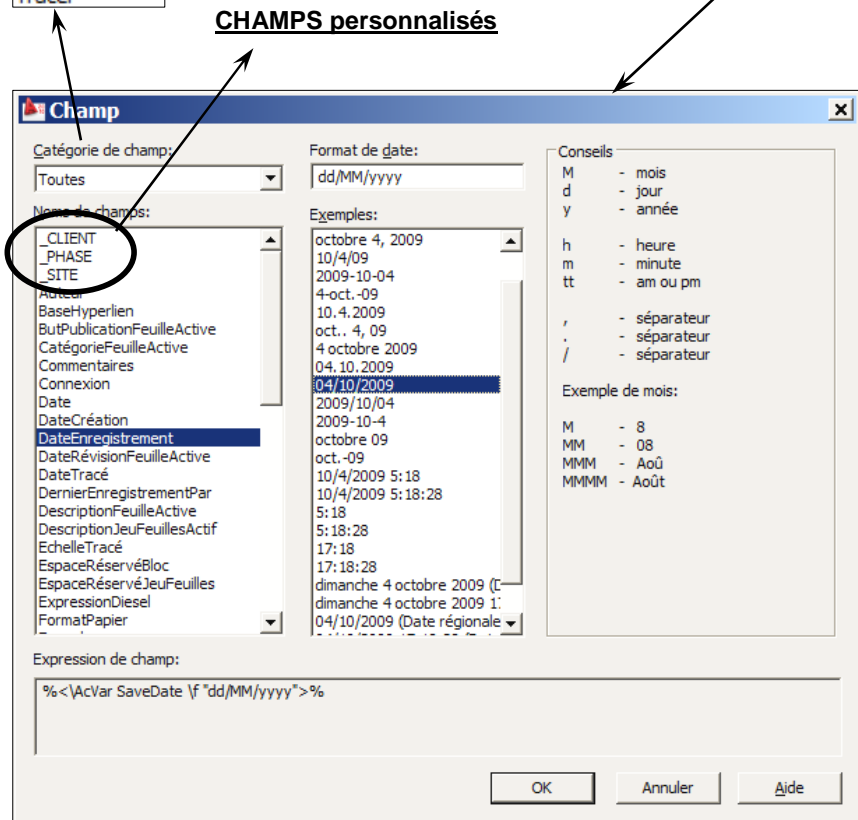 Tracer
CHAMPS personnalisés
Champ
Catégorie de champ:
Toutes
Noms de champs:
_CLIENT
_PHASE
_SITE
Auteur
BaseHyperlien
ButPublicationFeuilleActive
CatégorieFeuilleActive
Commentaires
Connexion
Date
DateCréation
DateEnregistrement
DateRévisionFeuilleActive
DateTracé
DernierEnregistrementPar
DescriptionFeuilleActive
DescriptionJeuFeuillesActif
EchelleTracé
EspaceRéservéBloc
EspaceRéservéJeuFeuilles
ExpressionDiesel
FormatPapier
Format de date:
dd/MM/yyyy
Exemples:
octobre 4, 2009
10/4/09
2009-10-04
4-oct.-09
10.4.2009
oct.. 4, 09
4 octobre 2009
04.10.2009
04/10/2009
2009/10/04
2009-10-4
octobre 09
oct.-09
10/4/2009 5:18
10/4/2009 5:18:28
5:18
5:18:28
17:18
17:18:28
dimanche 4 octobre 2009 (D
dimanche 4 octobre 2009 1
04/10/2009 (Date régionale
Conseils
M - mois
d - jour
y - année
h - heure
m - minute
tt - am ou pm
, - séparateur
. - séparateur
/ - séparateur
Exemple de mois:
M - 8
MM - 08
MMM - Aoû
MMMM - Août
Expression de champ:
%<\AcVar SaveDate \f "dd/MM/yyyy">%
OK
Annuler
Aide